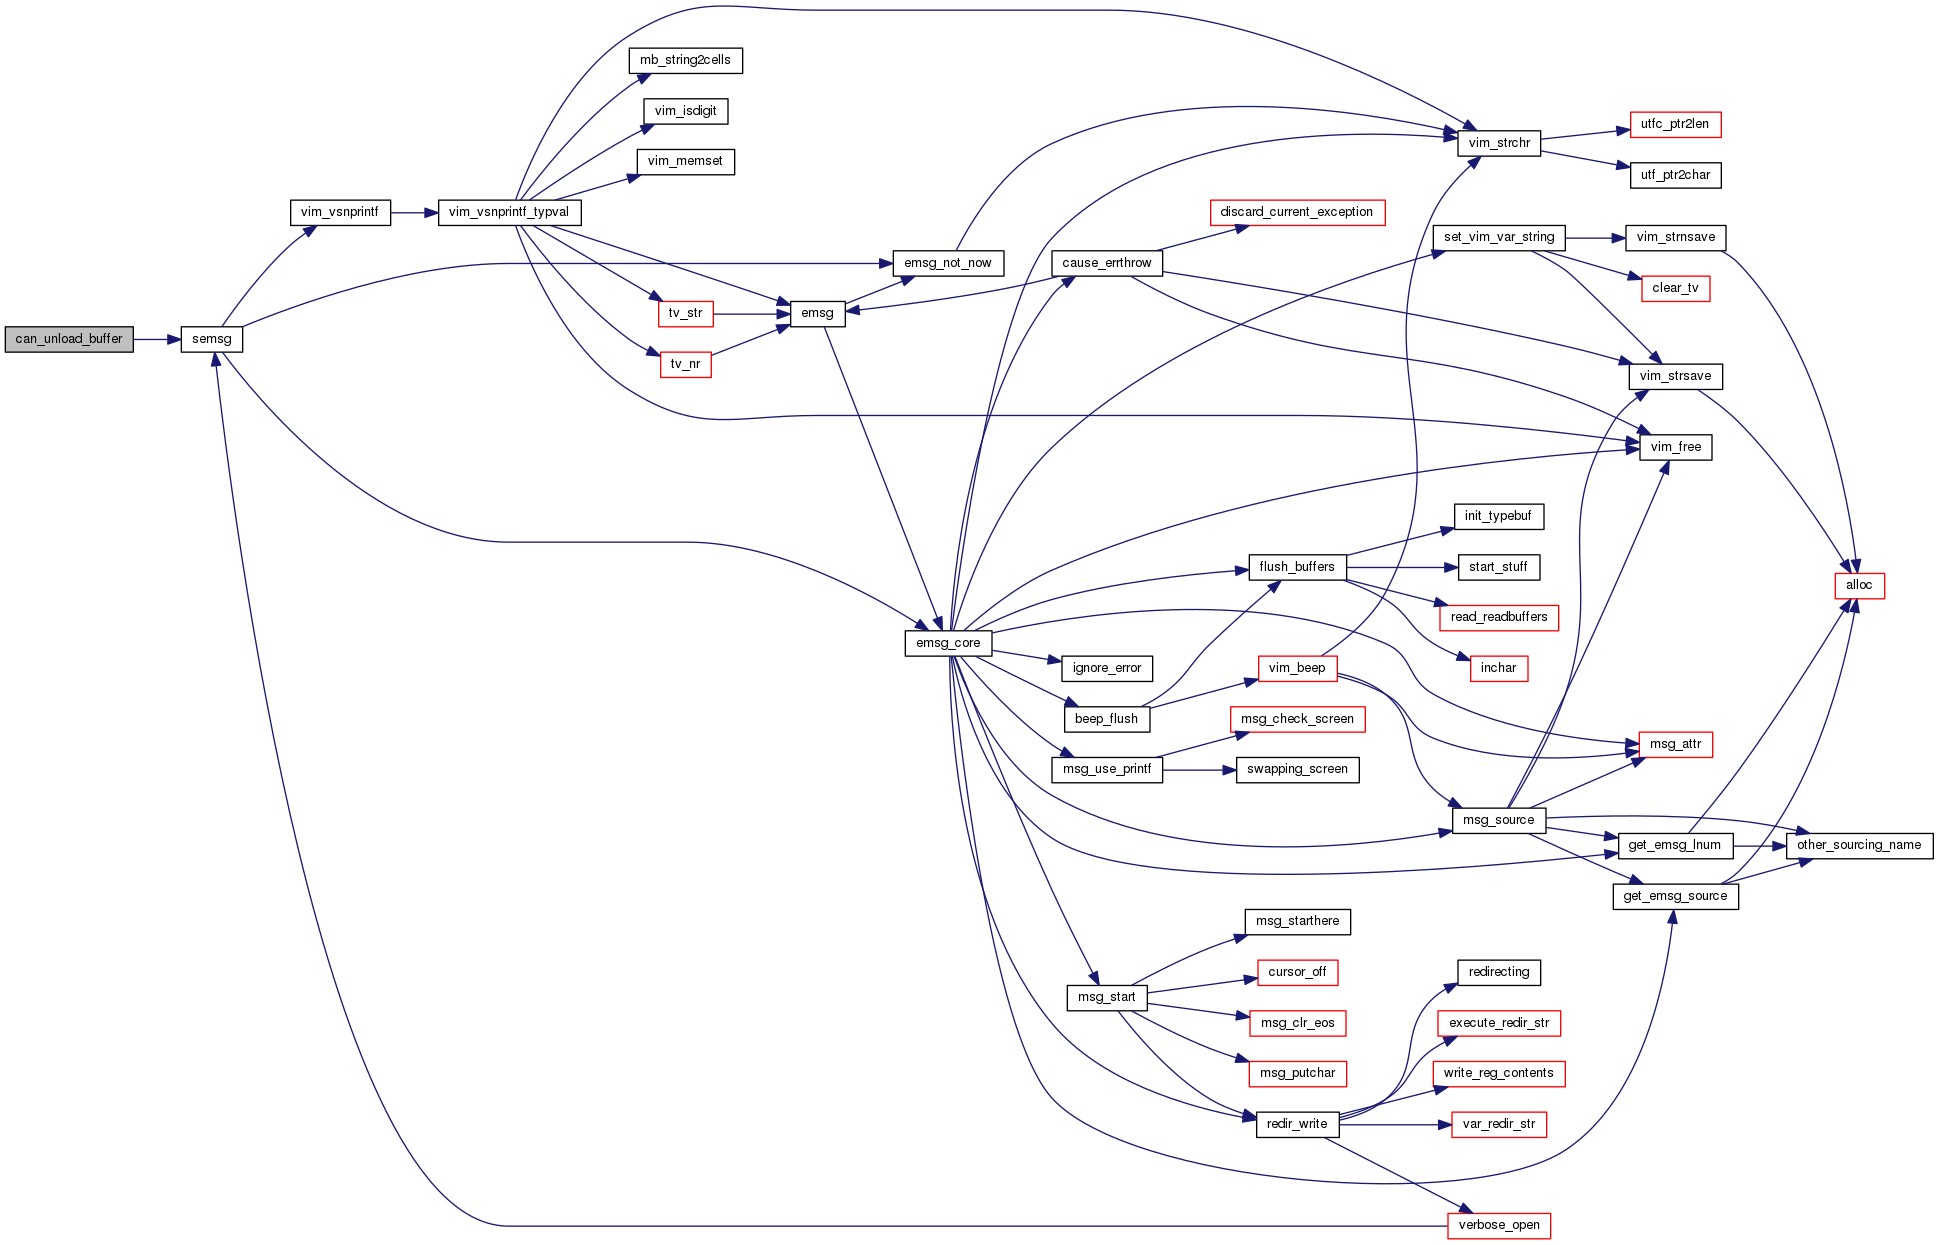 can_unload_buffer
semsg
vim_vsnprintf
vim_vsnprintf_typval
mb_string2cells
vim_isdigit
vim_memset
tv_str
tv_nr
emsg
emsg_not_now
emsg_core
cause_errthrow
discard_current_exception
vim_strchr
utfc_ptr2len
utf_ptr2char
set_vim_var_string
vim_strnsave
clear_tv
vim_strsave
vim_free
alloc
flush_buffers
init_typebuf
start_stuff
read_readbuffers
inchar
ignore_error
beep_flush
vim_beep
msg_use_printf
msg_check_screen
swapping_screen
msg_attr
msg_source
get_emsg_lnum
other_sourcing_name
get_emsg_source
msg_start
msg_starthere
cursor_off
msg_clr_eos
msg_putchar
redir_write
redirecting
execute_redir_str
write_reg_contents
var_redir_str
verbose_open